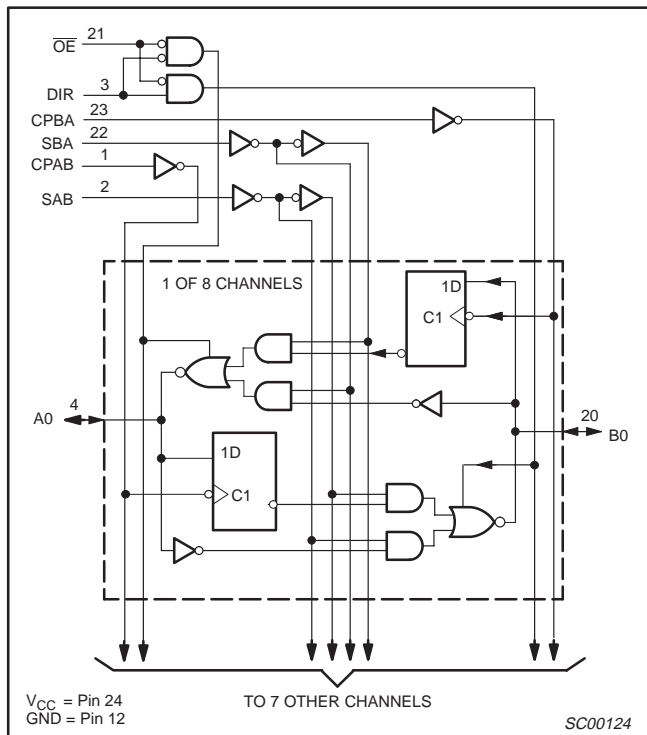 O̅E̅ 21
DIR 3
CPBA 23
SBA 22
CPAB 1
SAB 2
1 OF 8 CHANNELS
1D
C1
A0 4
20 B0
1D
C1
TO 7 OTHER CHANNELS
VCC = Pin 24
GND = Pin 12
SC00124